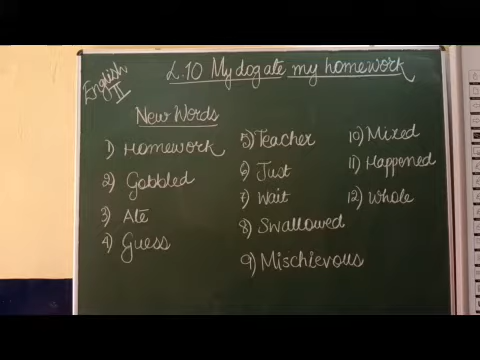 English
II
L.10 My dog ate my homework
New Words
1) Homework
2) Gobbled
3) Ate
4) Guess
5) Teacher
6) Just
7) Wait
8) Swallowed
9) Mischievous
10) Mixed
11) Happened
12) Whole